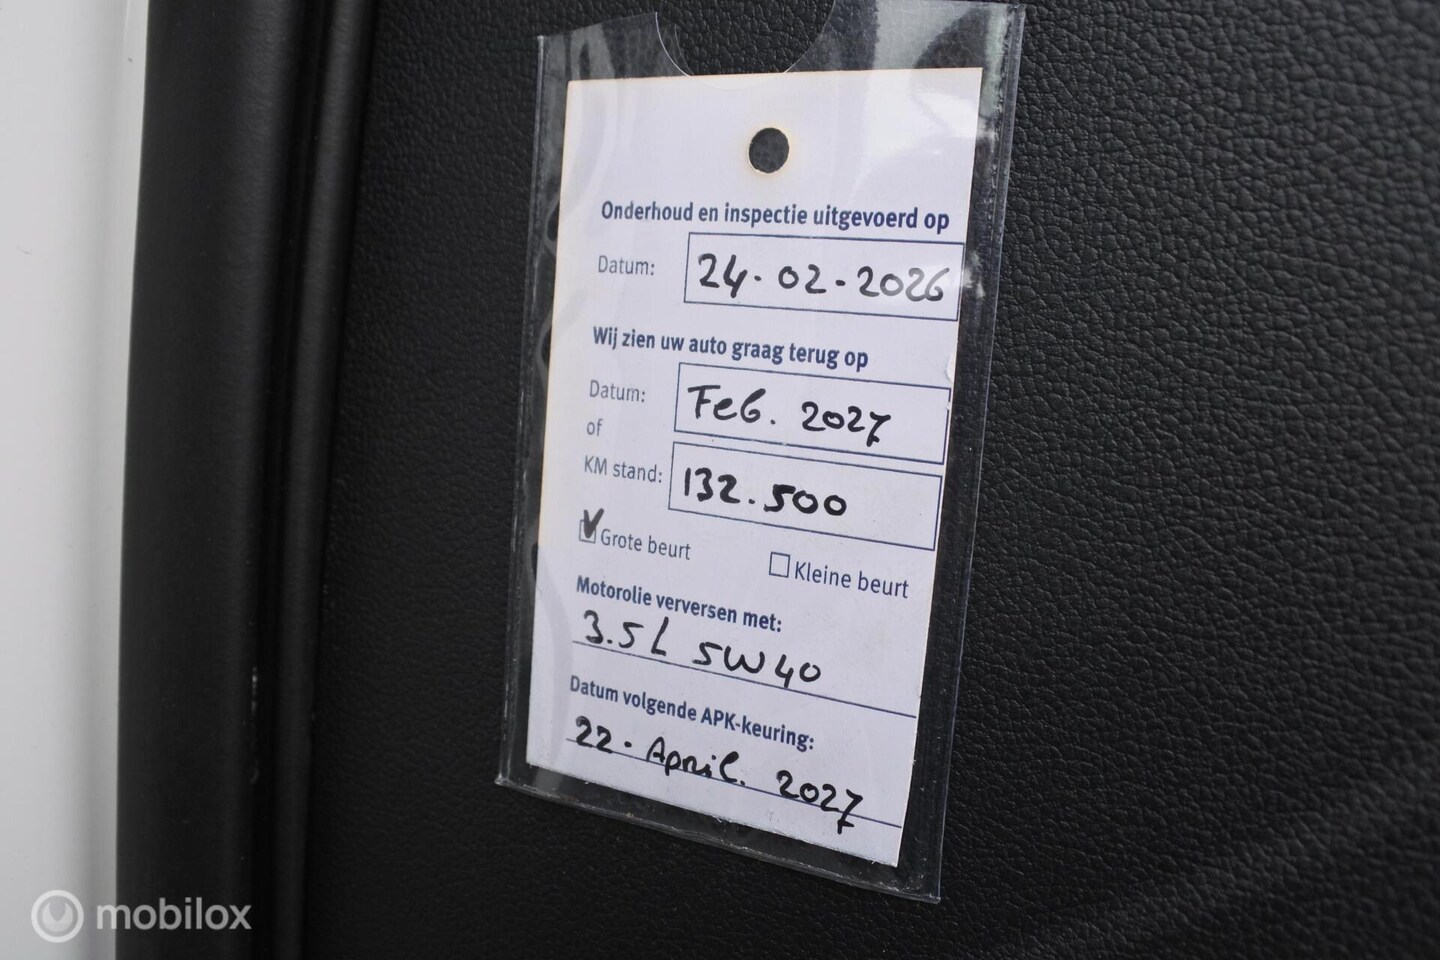 Onderhoud en inspectie uitgevoerd op
Datum: 24-02-2026
Wij zien uw auto graag terug op
Datum: Feb. 2027
of
KM stand: 132.500
Grote beurt Kleine beurt
Motorolie verversen met:
3.5L 5W40
Datum volgende APK-keuring:
22. April. 2027
mobilox